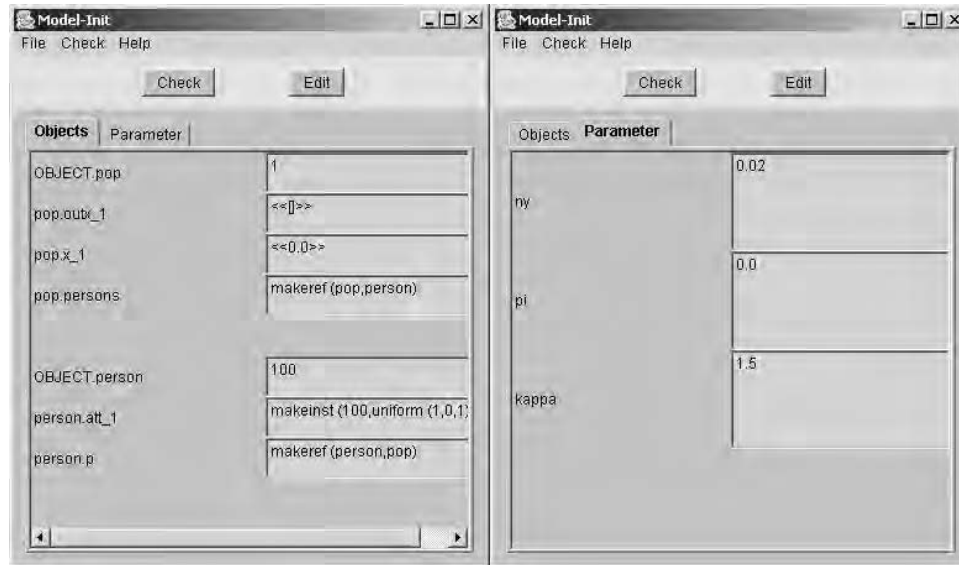 Model-Init
File Check Help
Check Edit
Objects Parameter
OBJECT.pop 1
pop.outx_1 <<[]>>
pop.x_1 <<0.0>>
pop.persons makeref (pop,person)
OBJECT.person 100
person.att_1 makeinst (100,uniform (1,0,1)
person.p makeref (person,pop)
Model-Init
File Check Help
Check Edit
Objects Parameter
ny 0.02
pi 0.0
kappa 1.5